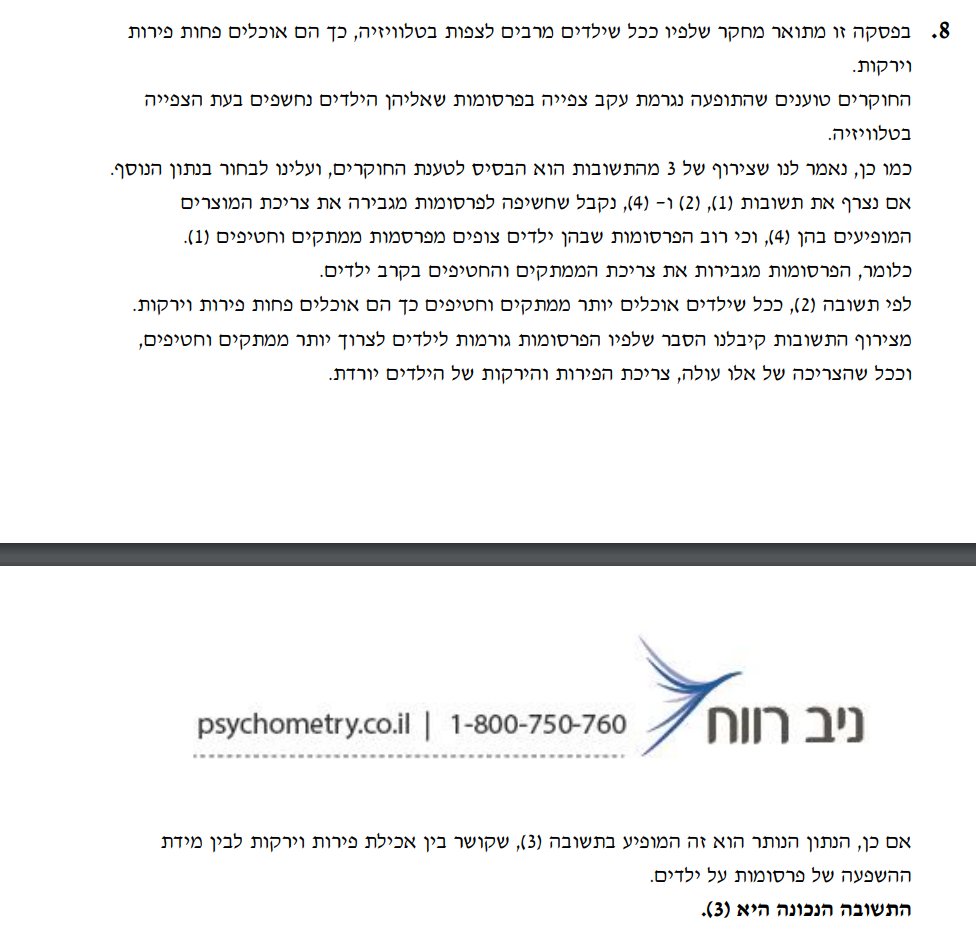 8. בפסקה זו מתואר מחקר שלפיו ככל שילדים מרבים לצפות בטלוויזיה, כך הם אוכלים פחות פירות
וירקות.
החוקרים טוענים שהתופעה נגרמת עקב צפייה בפרסומות שאליהן הילדים נחשפים בעת הצפייה
בטלוויזיה.
כמו כן, נאמר לנו שצירוף של 3 מהתשובות הוא הבסיס לטענת החוקרים, ועלינו לבחור בנתון הנוסף.
אם נצרף את תשובות (1), (2) ו- (4), נקבל שחשיפה לפרסומות מגבירה את צריכת המוצרים
המופיעים בהן (4), וכי רוב הפרסומות שבהן ילדים צופים מפרסמות ממתקים וחטיפים (1).
כלומר, הפרסומות מגבירות את צריכת הממתקים והחטיפים בקרב ילדים.
לפי תשובה (2), ככל שילדים אוכלים יותר ממתקים וחטיפים כך הם אוכלים פחות פירות וירקות.
מצירוף התשובות קיבלנו הסבר שלפיו הפרסומות גורמות לילדים לצרוך יותר ממתקים וחטיפים,
וככל שהצריכה של אלו עולה, צריכת הפירות והירקות של הילדים יורדת.
ניב רווח
psychometry.co.il | 1-800-750-760
אם כן, הנתון הנותר הוא זה המופיע בתשובה (3), שקושר בין אכילת פירות וירקות לבין מידת
ההשפעה של פרסומות על ילדים.
התשובה הנכונה היא (3).